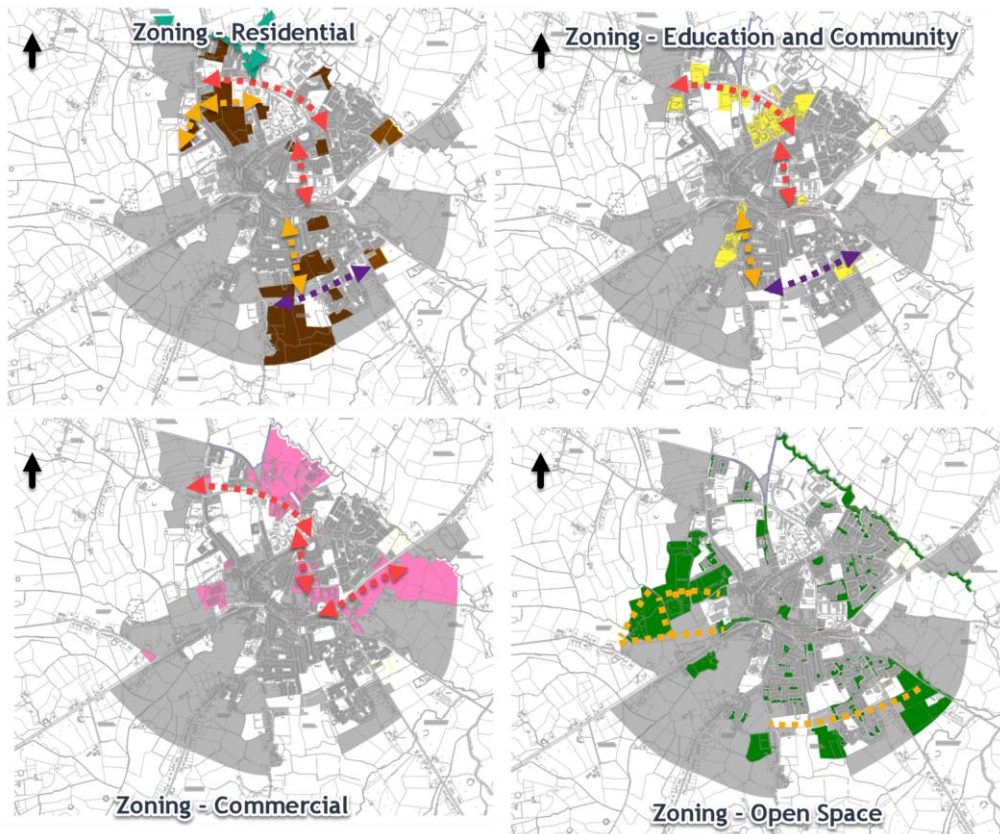 Zoning - Residential
Zoning - Education and Community
Zoning - Commercial
Zoning - Open Space